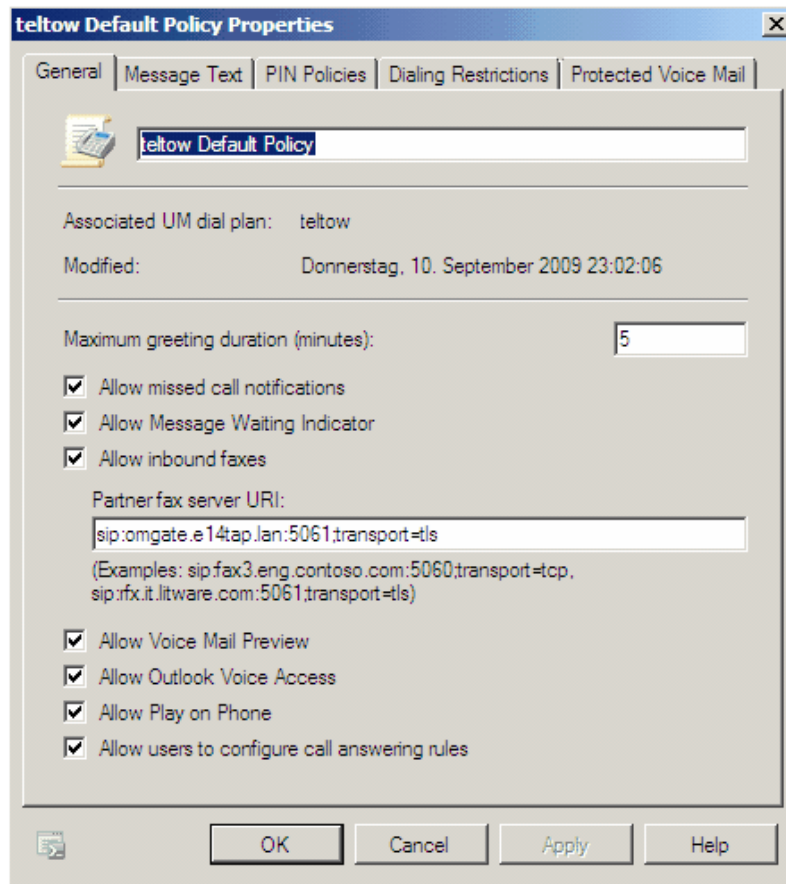 teltow Default Policy Properties
General Message Text PIN Policies Dialing Restrictions Protected Voice Mail
teltow Default Policy
Associated UM dial plan: teltow
Modified: Donnerstag, 10. September 2009 23:02:06
Maximum greeting duration (minutes): 5
Allow missed call notifications
Allow Message Waiting Indicator
Allow inbound faxes
Partner fax server URI:
sip:omgate.e14tap.lan:5061;transport=tls
(Examples: sip:fax3.eng.contoso.com:5060;transport=tcp,
sip:rfx.it.litware.com:5061;transport=tls)
Allow Voice Mail Preview
Allow Outlook Voice Access
Allow Play on Phone
Allow users to configure call answering rules
OK Cancel Apply Help